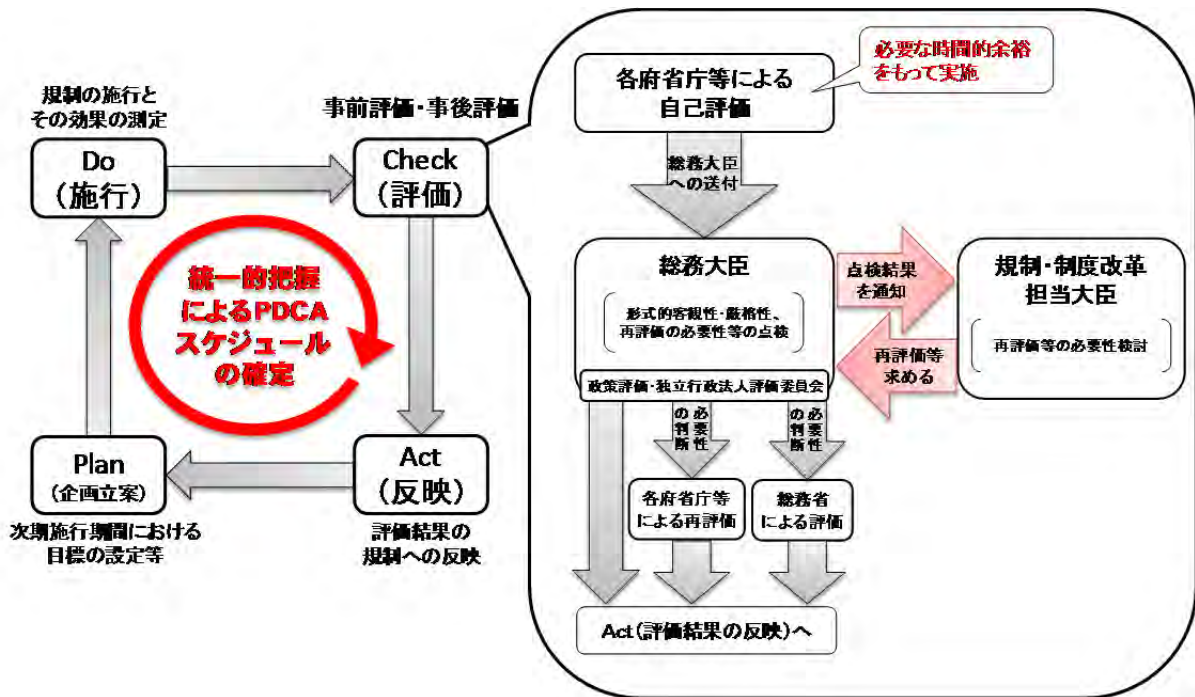 規制の施行と
その効果の測定
Do
（施行）
事前評価・事後評価
Check
（評価）
統一的把握
によるPDCA
スケジュール
の確定
Plan
（企画立案）
次期施行期間における
目標の設定等
Act
（反映）
評価結果の
規制への反映
各府省庁等による
自己評価
必要な時間的余裕
をもって実施
総務大臣
への送付
総務大臣
形式的客観性・厳格性、
再評価の必要性等の点検
政策評価・独立行政法人評価委員会
点検結果
を通知
再評価等
求める
規制・制度改革
担当大臣
再評価等の必要性検討
必要性
の判断
必要性
の判断
各府省庁等
による再評価
総務省
による評価
Act（評価結果の反映）へ